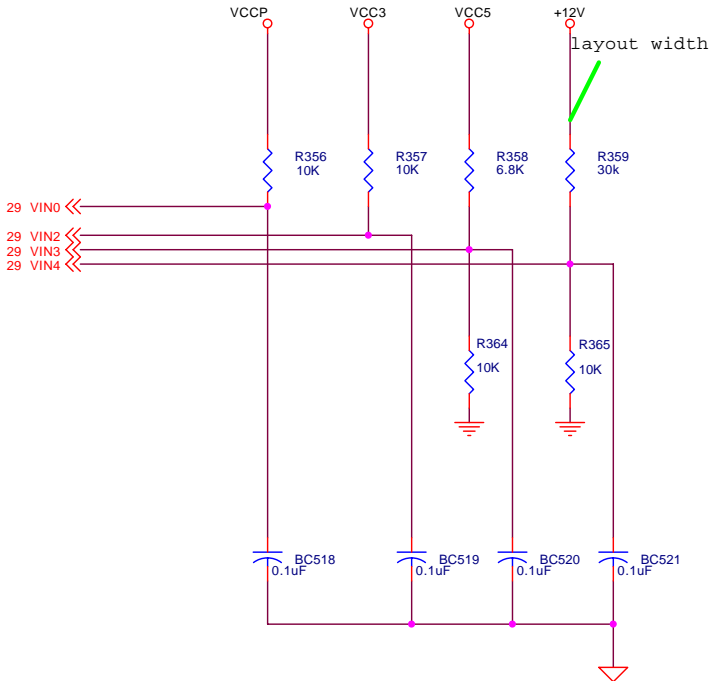 VCCP VCC3 VCC5 +12V
layout width
R356 R357 R358 R359
10K 10K 6.8K 30k
29 VIN0
29 VIN2
29 VIN3
29 VIN4
R364 R365
10K 10K
BC518 BC519 BC520 BC521
0.1uF 0.1uF 0.1uF 0.1uF